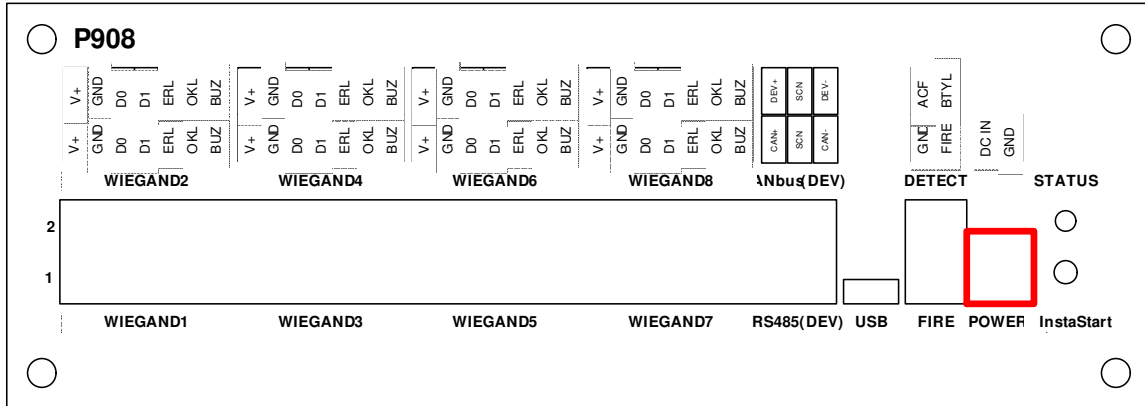 P908
V+ GND D0 D1 ERL OKL BUZ V+ GND D0 D1 ERL OKL BUZ V+ GND D0 D1 ERL OKL BUZ V+ GND D0 D1 ERL OKL BUZ DEV+ SCN DEV- ACF BTYL
V+ GND D0 D1 ERL OKL BUZ V+ GND D0 D1 ERL OKL BUZ V+ GND D0 D1 ERL OKL BUZ V+ GND D0 D1 ERL OKL BUZ CAN+ SCN CAN- GND FIRE DC IN GND
WIEGAND2 WIEGAND4 WIEGAND6 WIEGAND8 ANbus(DEV) DETECT STATUS
2
1
WIEGAND1 WIEGAND3 WIEGAND5 WIEGAND7 RS485(DEV) USB FIRE POWER InstaStart